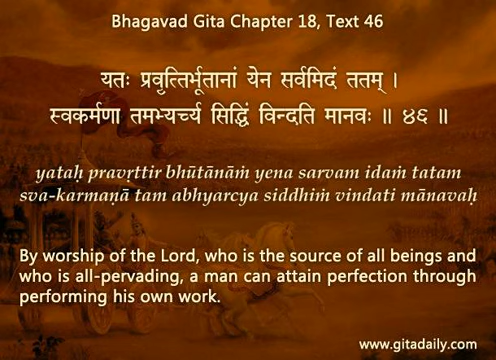 Bhagavad Gita Chapter 18, Text 46
यतः प्रवृत्तिर्भूतानां येन सर्वमिदं ततम् ।
स्वकर्मणा तमभ्यर्च्य सिद्धिं विन्दति मानवः ॥ ४६ ॥
yataḥ pravṛttir bhūtānāṁ yena sarvam idaṁ tatam
sva-karmaṇā tam abhyarcya siddhiṁ vindati mānavaḥ
By worship of the Lord, who is the source of all beings and
who is all-pervading, a man can attain perfection through
performing his own work.
www.gitadaily.com